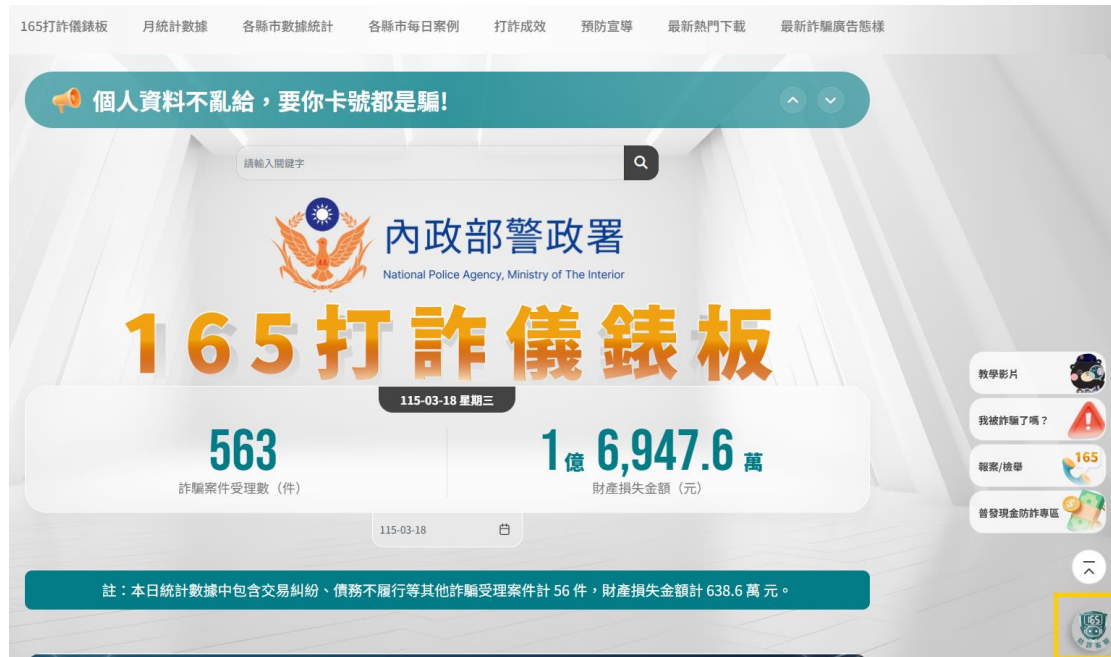 165打詐儀錶板 月統計數據 各縣市數據統計 各縣市每日案例 打詐成效 預防宣導 最新熱門下載 最新詐騙廣告態樣
個人資料不亂給，要你卡號都是騙!
請輸入關鍵字
內政部警政署
National Police Agency, Ministry of The Interior
165打詐儀錶板
115-03-18 星期三
563
詐騙案件受理數（件）
1億 6,947.6 萬
財產損失金額（元）
115-03-18
註：本日統計數據中包含交易糾紛、債務不履行等其他詐騙受理案件計 56 件，財產損失金額計 638.6 萬 元。
教學影片
我被詐騙了嗎？
報案/檢舉
165
普發現金防詐專區
165